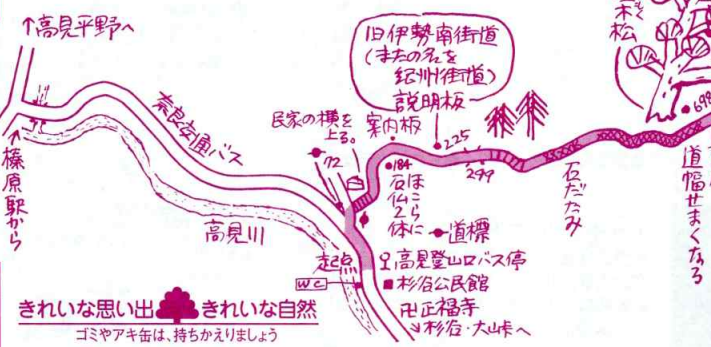 ↑高見平野へ
↑榛原駅から
奈良交通バス
高見川
旧伊勢南街道
(またの名を
紀州街道)
説明板
民家の横を
上る。
案内板
72
184
225
299
698
石仏二体
ほこら
に
道標
石だたみ
道幅せまくなる
松
起点
WC
高見登山口バス停
杉谷公民館
卍正福寺
杉谷・大峠へ
きれいな思い出 きれいな自然
ゴミやアキ缶は、持ちかえりましょう